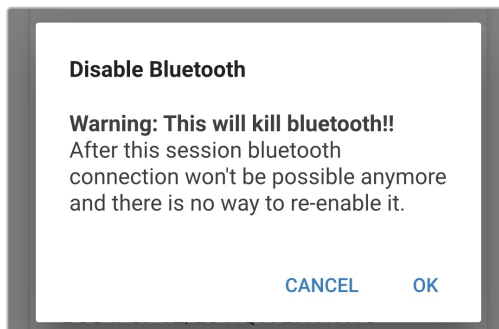 Disable Bluetooth
Warning: This will kill bluetooth!!
After this session bluetooth
connection won't be possible anymore
and there is no way to re-enable it.
CANCEL OK